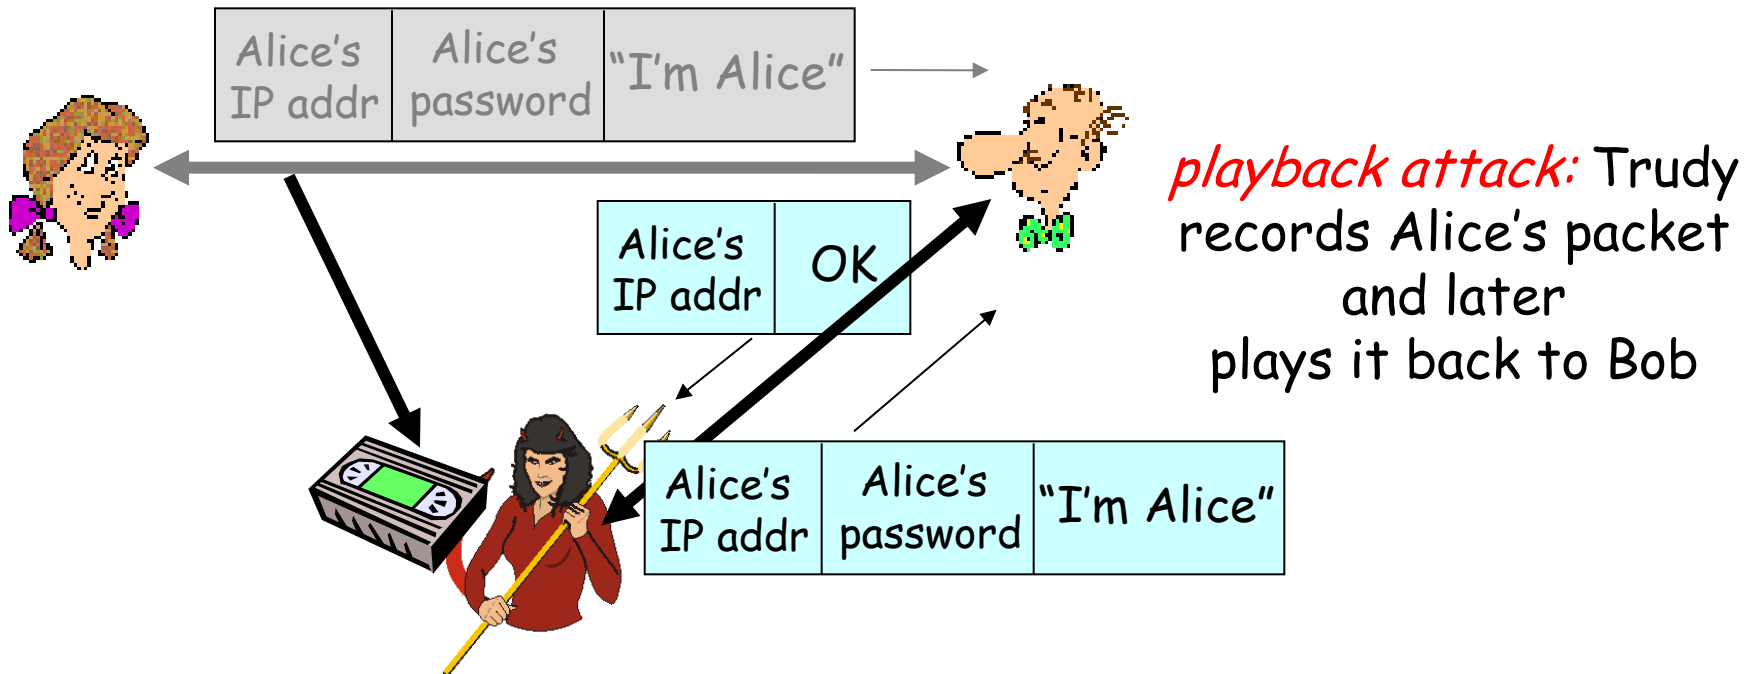 Alice's
IP addr
Alice's
password
“I'm Alice”
Alice's
IP addr
OK
playback attack: Trudy
records Alice's packet
and later
plays it back to Bob
Alice's
IP addr
Alice's
password
“I'm Alice”